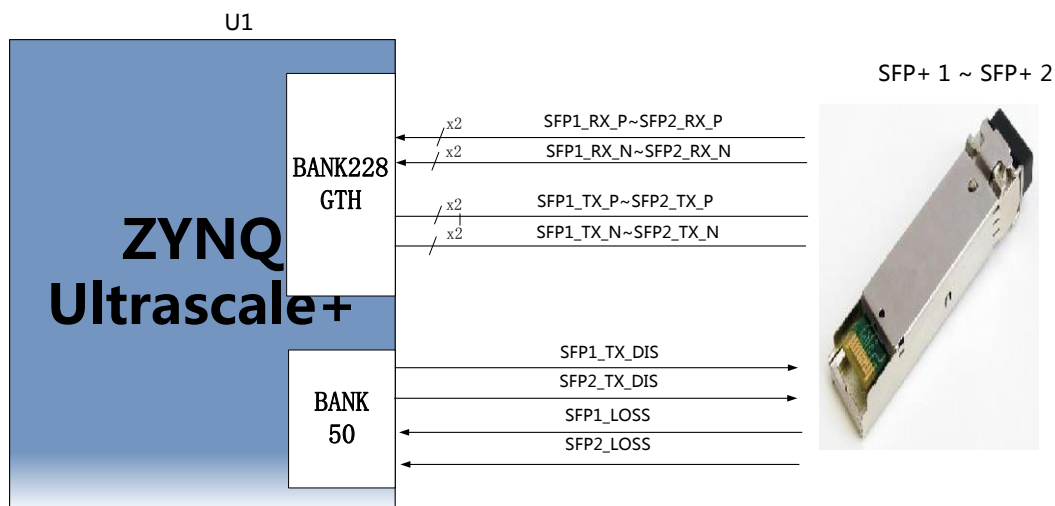 U1
SFP+ 1 ~ SFP+ 2
x2
SFP1_RX_P~SFP2_RX_P
x2
SFP1_RX_N~SFP2_RX_N
BANK228
GTH
x2
SFP1_TX_P~SFP2_TX_P
x2
SFP1_TX_N~SFP2_TX_N
ZYNQ
Ultrascale+
SFP1_TX_DIS
SFP2_TX_DIS
BANK
50
SFP1_LOSS
SFP2_LOSS